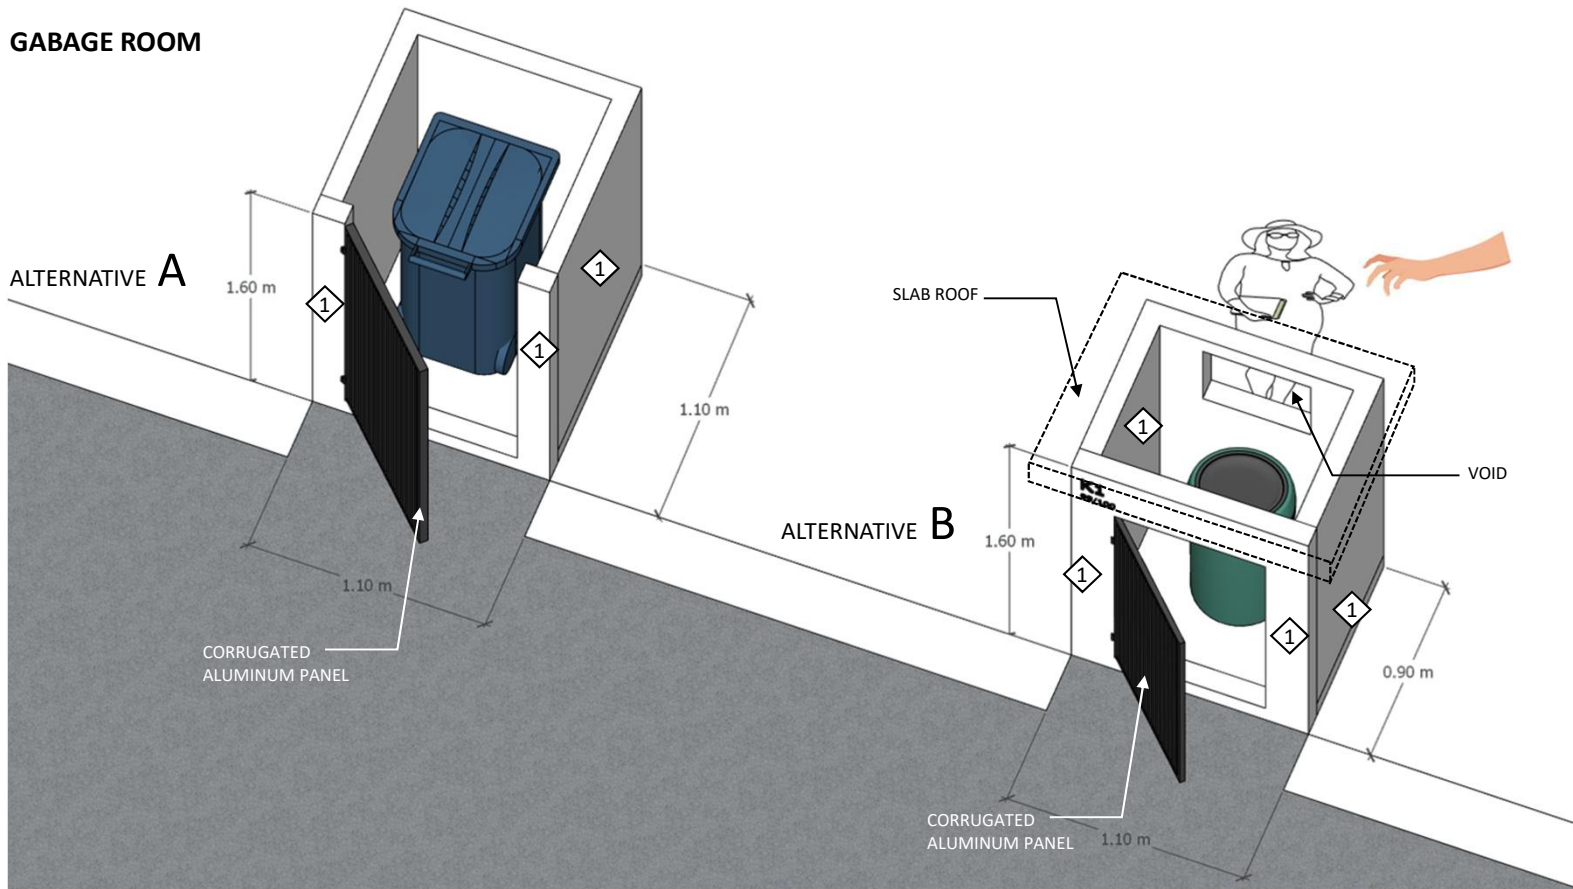 GABAGE ROOM
ALTERNATIVE A
1.60 m
1
1
1
1.10 m
1.10 m
CORRUGATED
ALUMINUM PANEL
SLAB ROOF
VOID
ALTERNATIVE B
1.60 m
1
1
1
1
0.90 m
1.10 m
CORRUGATED
ALUMINUM PANEL